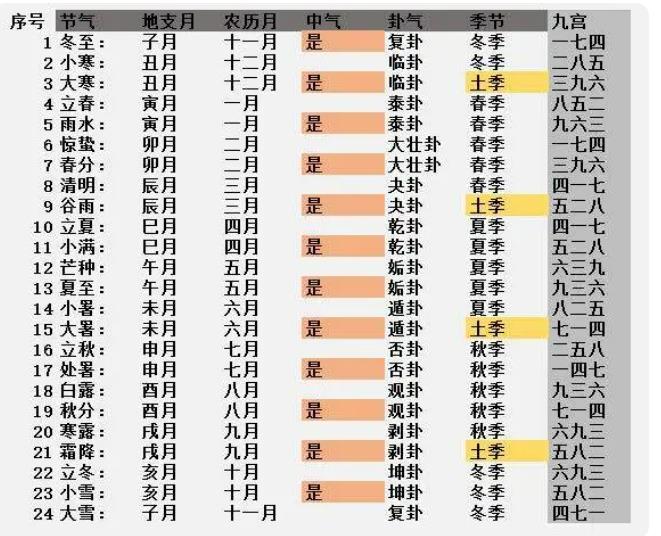 序号 节气 地支月 农历月 中气 卦气 季节 九宫
1 冬至： 子月 十一月 是 复卦 冬季 一七四
2 小寒： 丑月 十二月 临卦 冬季 二八五
3 大寒： 丑月 十二月 是 临卦 土季 三九六
4 立春： 寅月 一月 泰卦 春季 八五二
5 雨水： 寅月 一月 是 泰卦 春季 九六三
6 惊蛰： 卯月 二月 大壮卦 春季 一七四
7 春分： 卯月 二月 是 大壮卦 春季 三九六
8 清明： 辰月 三月 夬卦 春季 四一七
9 谷雨： 辰月 三月 是 夬卦 土季 五二八
10 立夏： 巳月 四月 乾卦 夏季 四一七
11 小满： 巳月 四月 是 乾卦 夏季 五二八
12 芒种： 午月 五月 姤卦 夏季 六三九
13 夏至： 午月 五月 是 姤卦 夏季 九三六
14 小暑： 未月 六月 遁卦 夏季 八二五
15 大暑： 未月 六月 是 遁卦 土季 七一四
16 立秋： 申月 七月 否卦 秋季 二五八
17 处暑： 申月 七月 是 否卦 秋季 一四七
18 白露： 酉月 八月 观卦 秋季 九三六
19 秋分： 酉月 八月 是 观卦 秋季 七一四
20 寒露： 戌月 九月 剥卦 秋季 六九三
21 霜降： 戌月 九月 是 剥卦 土季 五八二
22 立冬： 亥月 十月 坤卦 冬季 六九三
23 小雪： 亥月 十月 是 坤卦 冬季 五八二
24 大雪： 子月 十一月 复卦 冬季 四七一